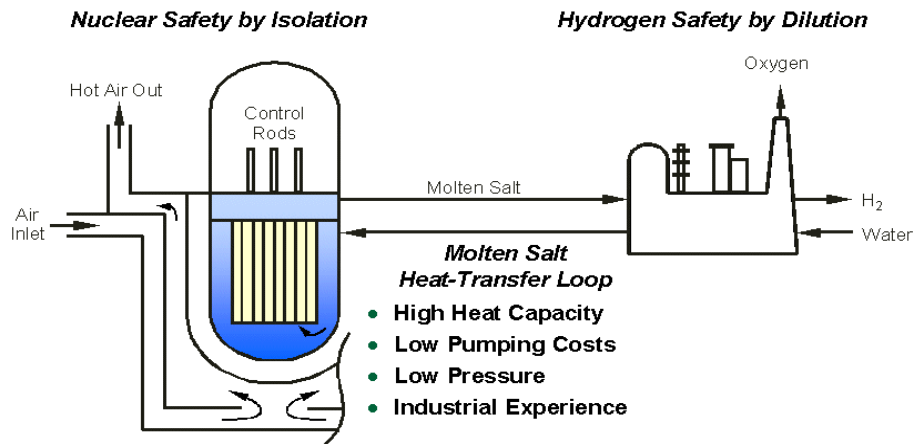 Nuclear Safety by Isolation
Hydrogen Safety by Dilution
Oxygen
Hot Air Out
Control
Rods
Molten Salt
H2
Air
Inlet
Water
Molten Salt
Heat-Transfer Loop
• High Heat Capacity
• Low Pumping Costs
• Low Pressure
• Industrial Experience